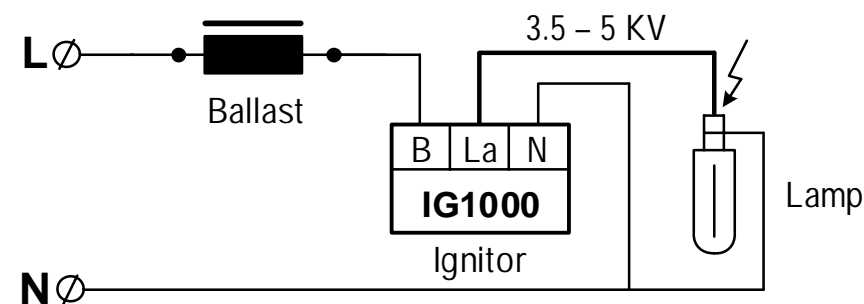 3.5 – 5 KV
L
Ballast
B La N
IG1000
Lamp
Ignitor
N